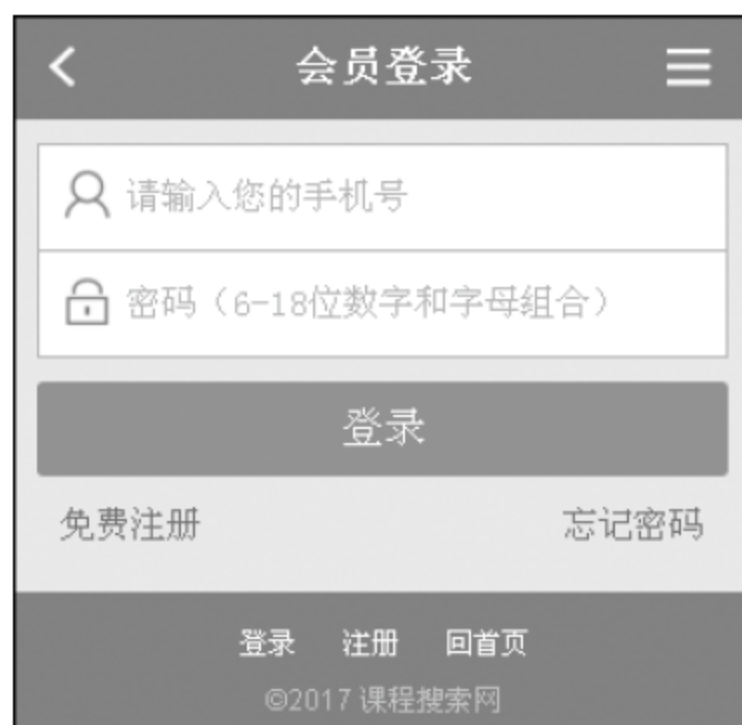 会员登录
请输入您的手机号
密码（6-18位数字和字母组合）
登录
免费注册 忘记密码
登录 注册 回首页
©2017 课程搜索网